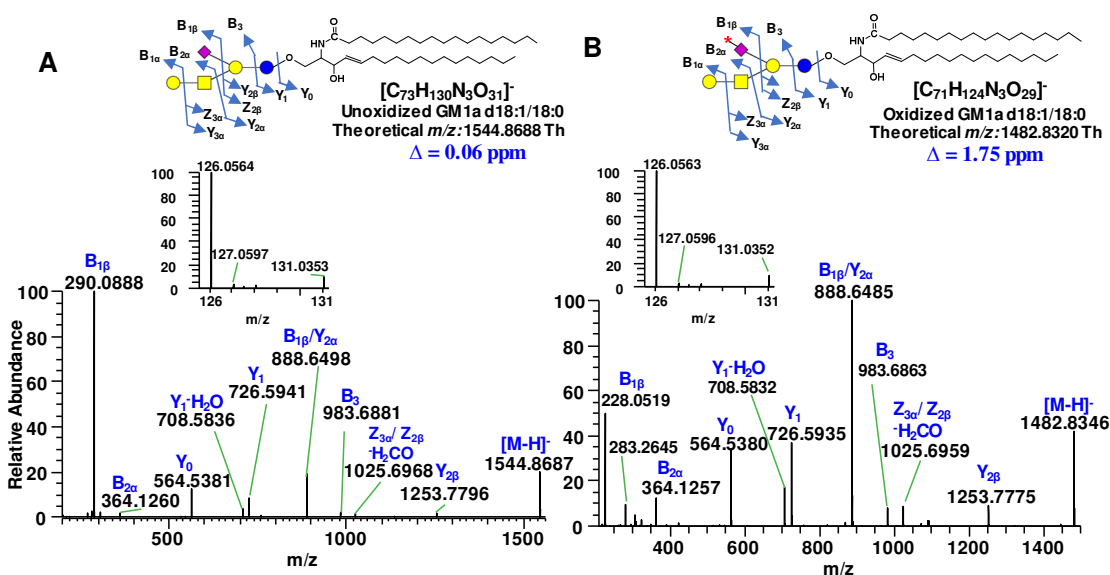 A
B₁β
B₃
O
HN
B₂α
B₁α
O
OH
Y₂β
Y₁
Y₀
Z₂β
Z₃α
Y₂α
Y₃α
[C₇₃H₁₃₀N₃O₃₁]⁻
Unoxidized GM1a d18:1/18:0
Theoretical m/z:1544.8688 Th
Δ = 0.06 ppm
126.0564
100
80
60
40
20
0
127.0597
131.0353
126
131
m/z
Relative Abundance
100
80
60
40
20
0
B₁β
290.0888
B₁β/Y₂α
888.6498
Y₁
726.5941
Y₁-H₂O
708.5836
B₃
983.6881
Z₃α/ Z₂β
-H₂CO
1025.6968
[M-H]⁻
1544.8687
Y₀
564.5381
Y₂β
1253.7796
B₂α
364.1260
500
1000
1500
m/z
B
B₁β
B₃
O
HN
*
B₂α
B₁α
O
OH
Y₂β
Y₁
Y₀
Z₂β
Z₃α
Y₂α
Y₃α
[C₇₁H₁₂₄N₃O₂₉]⁻
Oxidized GM1a d18:1/18:0
Theoretical m/z:1482.8320 Th
Δ = 1.75 ppm
126.0563
100
80
60
40
20
0
127.0596
131.0352
126
131
m/z
100
80
60
40
20
0
B₁β/Y₂α
888.6485
B₃
983.6863
Y₁-H₂O
708.5832
B₁β
228.0519
[M-H]⁻
1482.8346
Z₃α/ Z₂β
-H₂CO
1025.6959
Y₀
564.5380
Y₁
726.5935
283.2645
B₂α
364.1257
Y₂β
1253.7775
400
600
800
1000
1200
1400
m/z